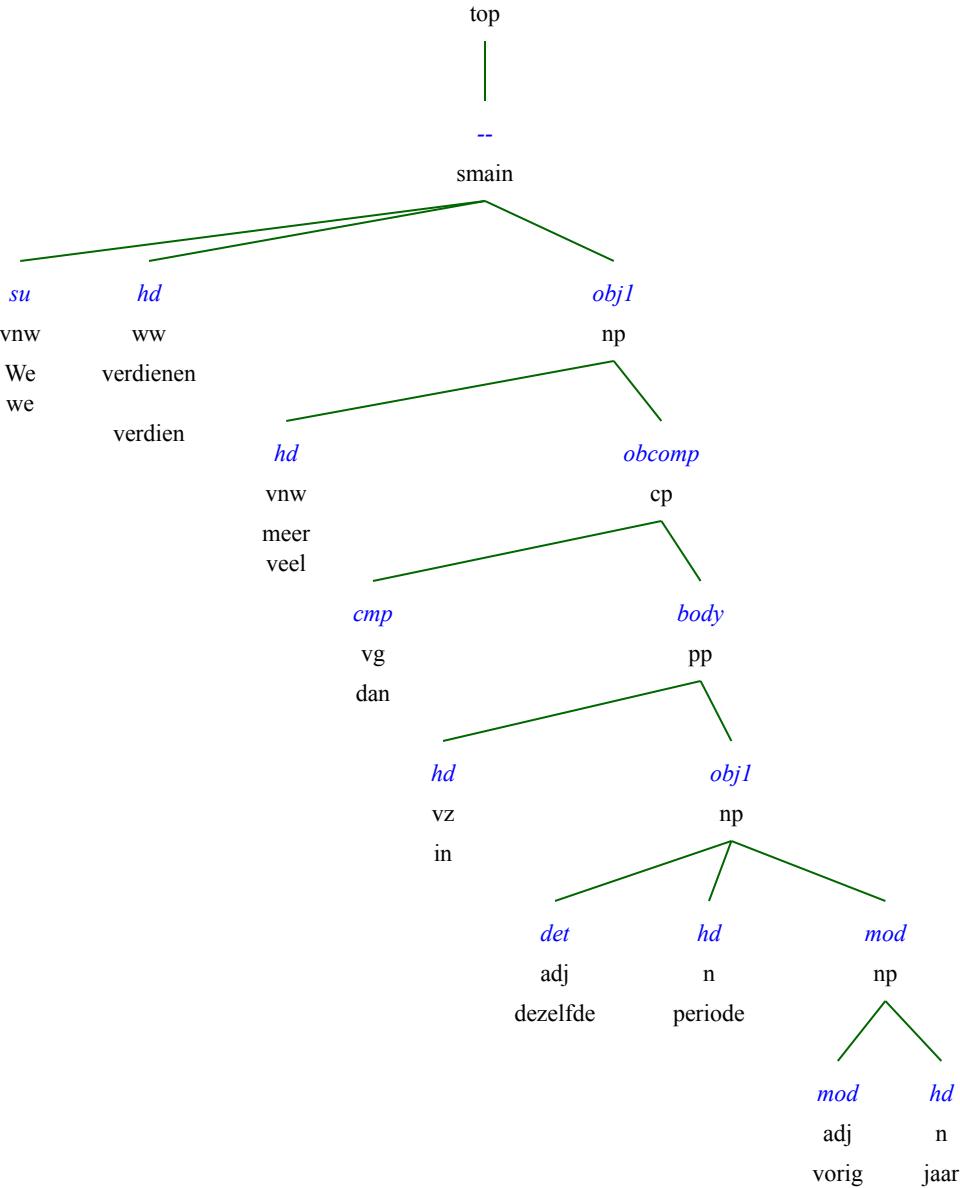 top
--
smain
su hd obj1
vnw ww np
We verdienen
we
verdien
hd obcomp
vnw cp
meer
veel
cmp body
vg pp
dan
hd obj1
vz np
in
det hd mod
adj n np
dezelfde periode
mod hd
adj n
vorig jaar